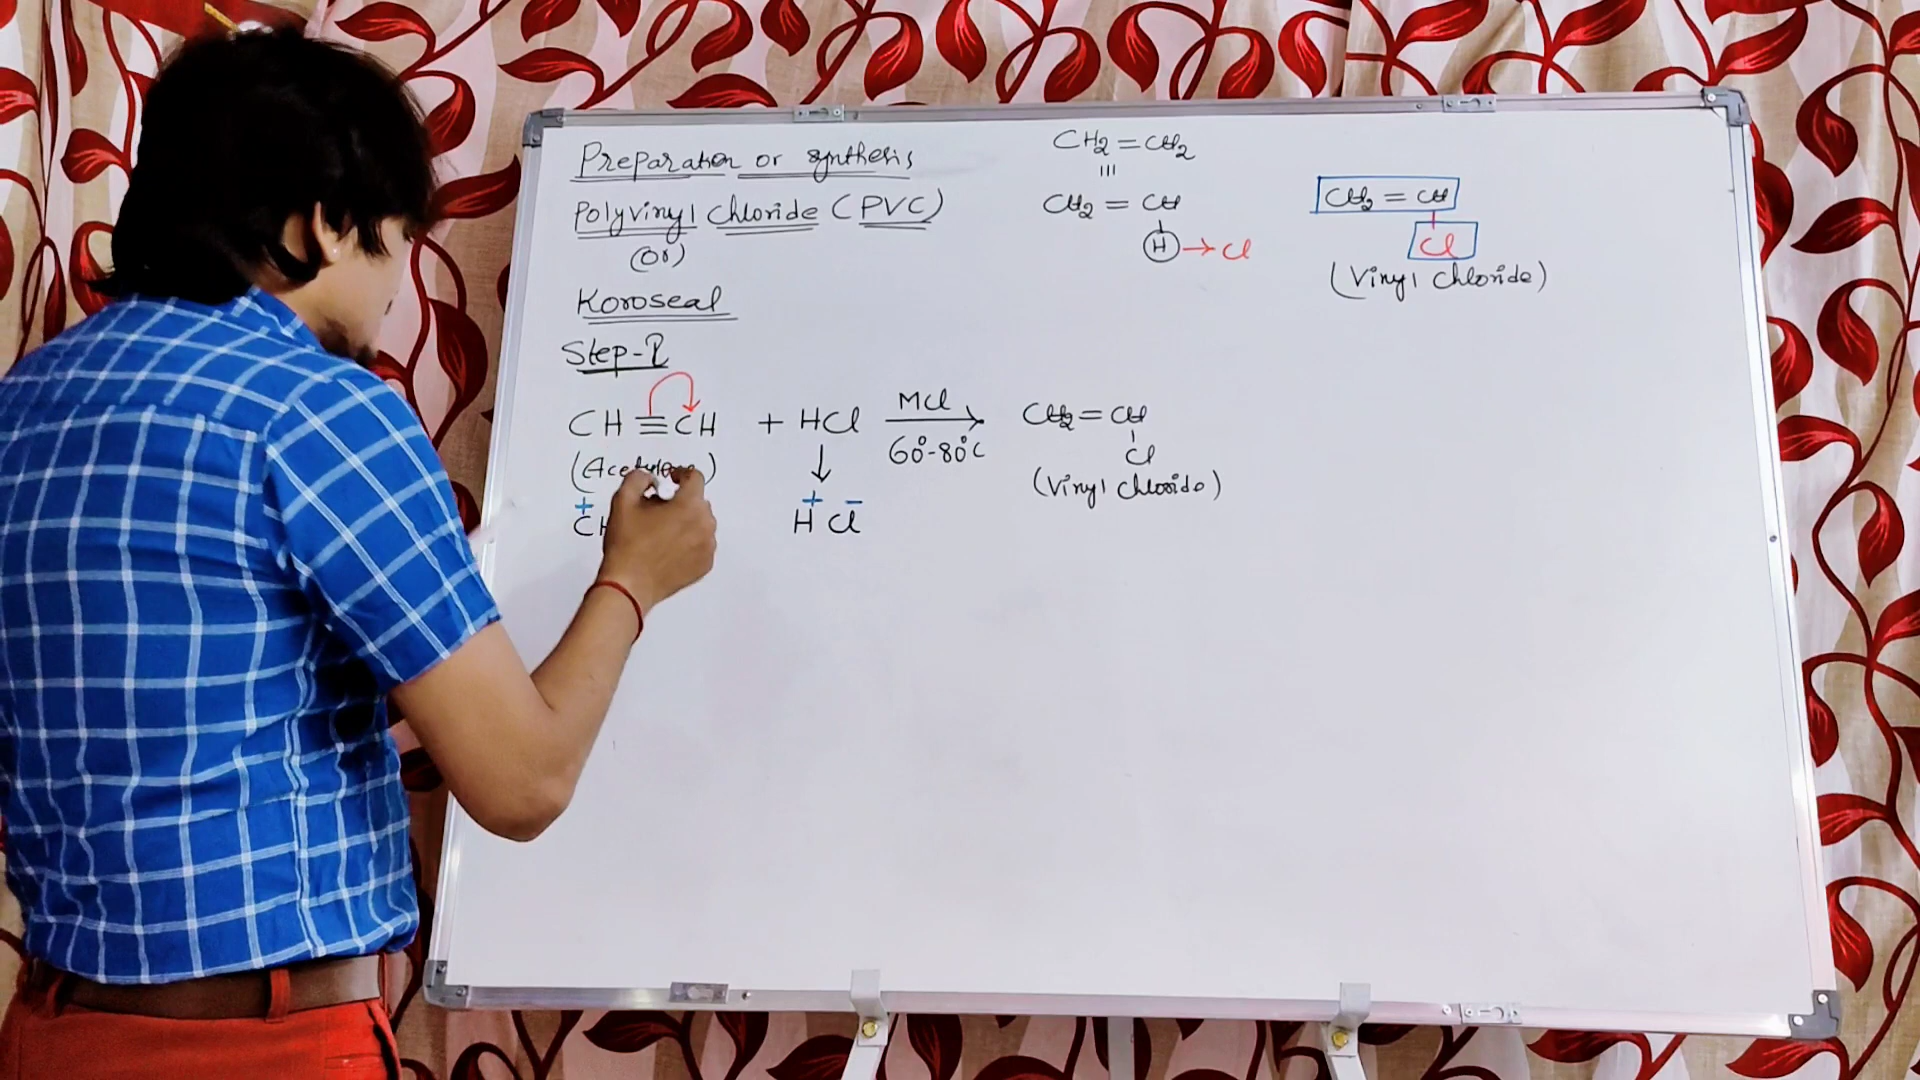 Preparation or synthesis
Polyvinyl chloride (PVC)
(or)
Koroseal
Step-I
CH ≡ CH + HCl MCl → CH2 = CH
60°-80°C
Cl
(Vinyl chloride)
↓
+ + -
H Cl
CH2 = CH2
|||
CH2 = CH
H → Cl
CH2 = CH
Cl
(Vinyl chloride)